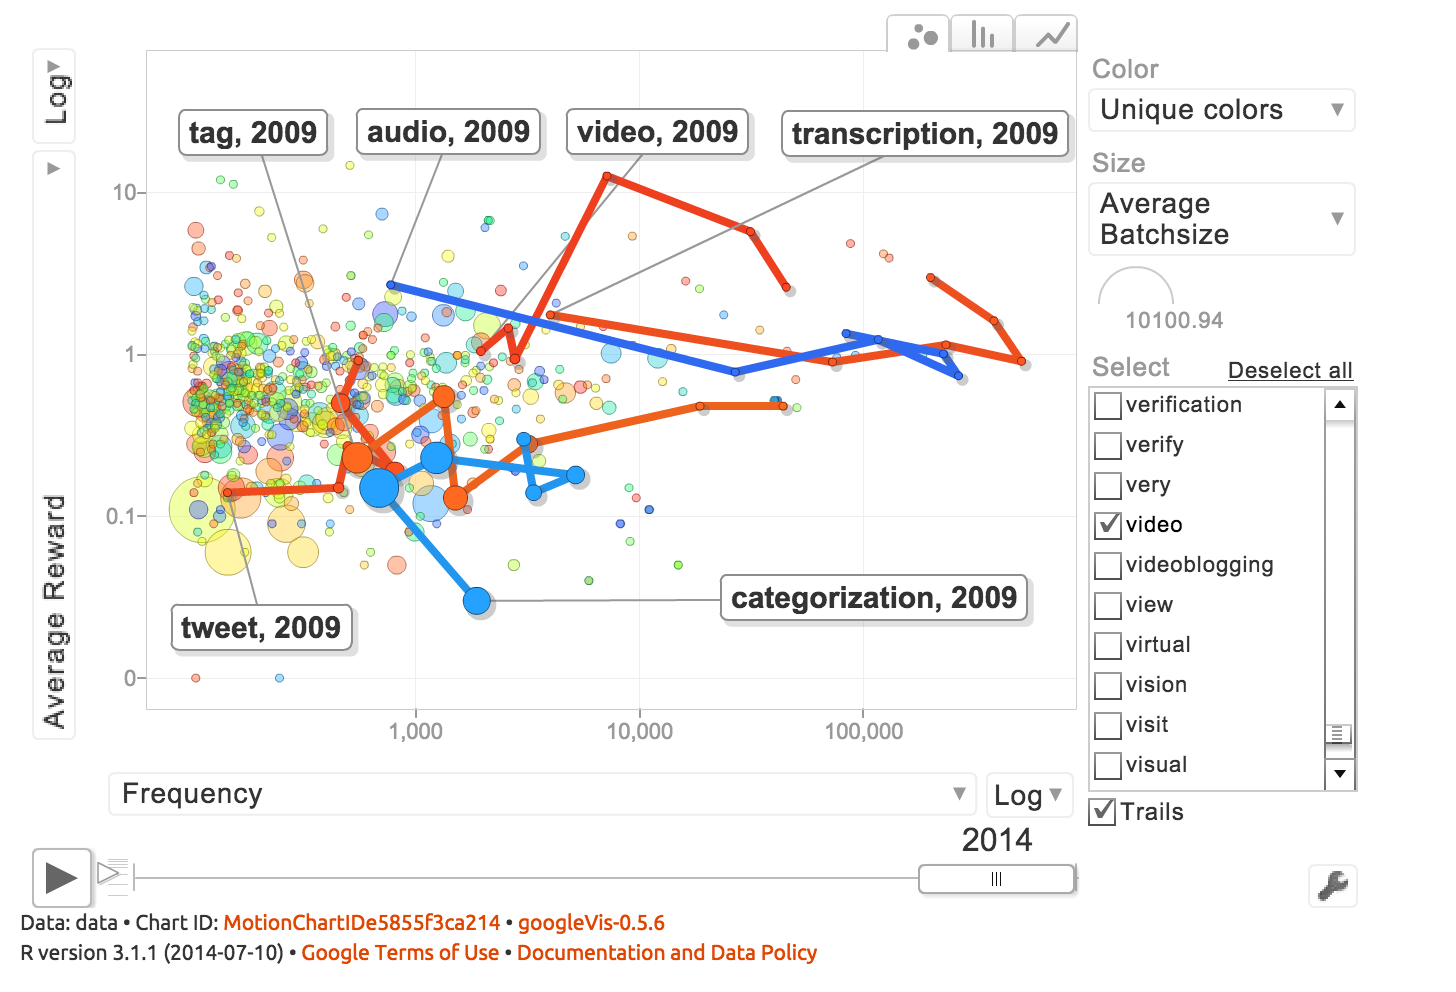 Log
Average Reward
tag, 2009
audio, 2009
video, 2009
transcription, 2009
tweet, 2009
categorization, 2009
10
1
0.1
0
1,000
10,000
100,000
Frequency
Log
2014
Color
Unique colors
Size
Average
Batchsize
10100.94
Select
Deselect all
verification
verify
very
video
videoblogging
view
virtual
vision
visit
visual
Trails
Data: data • Chart ID: MotionChartIDe5855f3ca214 • googleVis-0.5.6
R version 3.1.1 (2014-07-10) • Google Terms of Use • Documentation and Data Policy